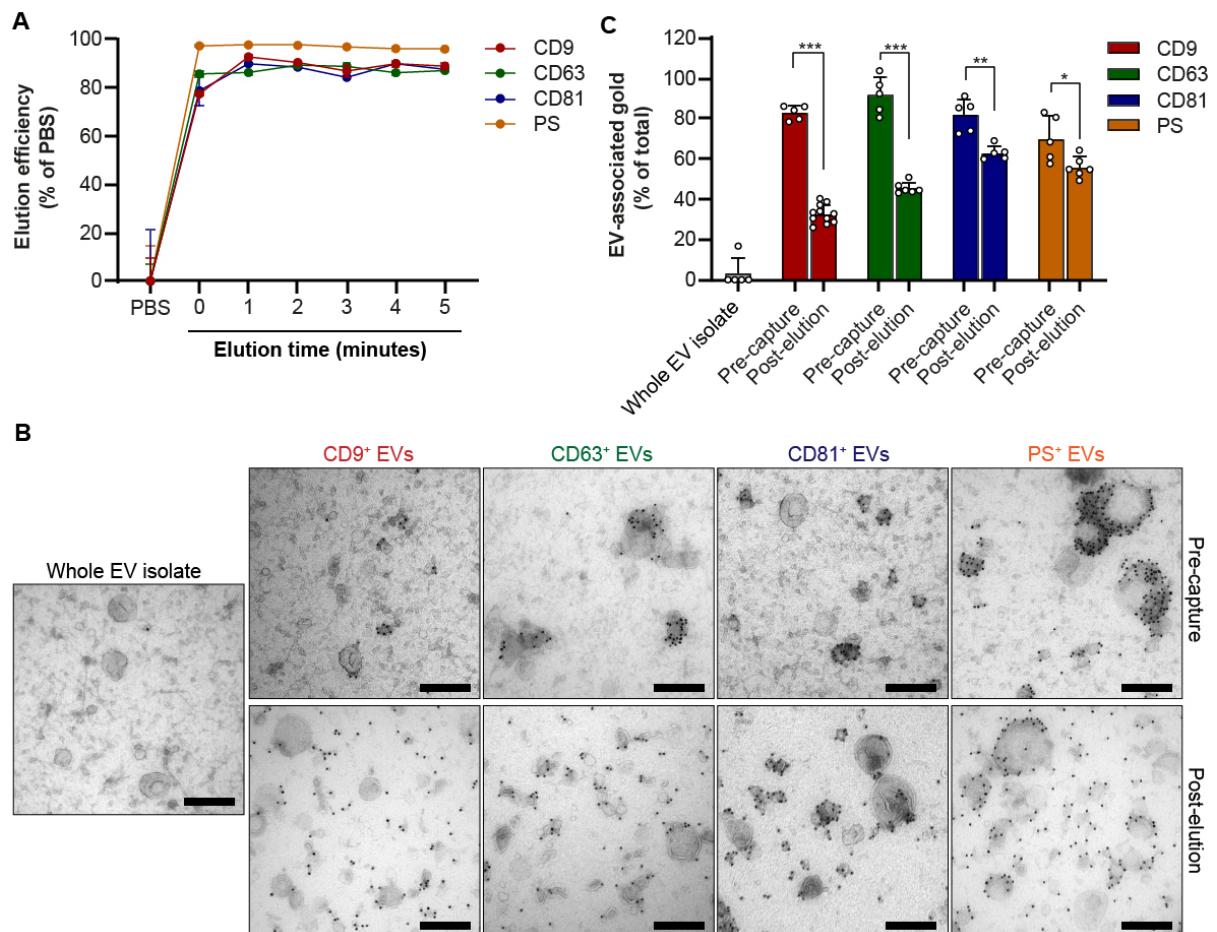 A
100
80
60
40
20
0
Elution efficiency
(% of PBS)
PBS
0 1 2 3 4 5
Elution time (minutes)
CD9
CD63
CD81
PS
C
120
100
80
60
40
20
0
EV-associated gold
(% of total)
***
***
**
*
CD9
CD63
CD81
PS
Whole EV isolate
Pre-capture
Post-elution
Pre-capture
Post-elution
Pre-capture
Post-elution
Pre-capture
Post-elution
B
CD9⁺ EVs
CD63⁺ EVs
CD81⁺ EVs
PS⁺ EVs
Whole EV isolate
Pre-capture
Post-elution